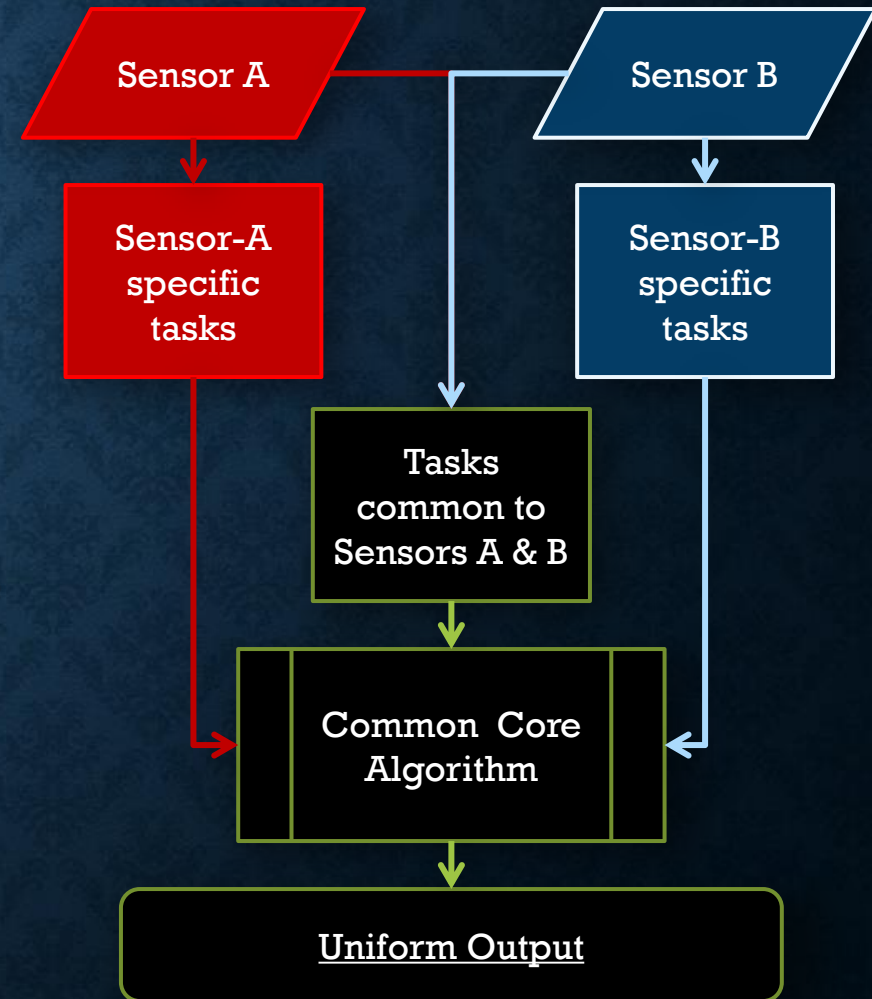 Sensor A
Sensor B
Sensor-A
specific
tasks
Sensor-B
specific
tasks
Tasks
common to
Sensors A & B
Common Core
Algorithm
Uniform Output